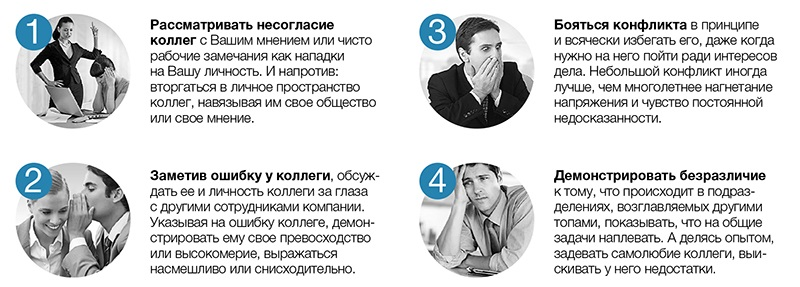 1
Рассматривать несогласие
коллег с Вашим мнением или чисто
рабочие замечания как нападки
на Вашу личность. И напротив:
вторгаться в личное пространство
коллег, навязывая им свое общество
или свое мнение.
2
Заметив ошибку у коллеги, обсуж-
дать ее и личность коллеги за глаза
с другими сотрудниками компании.
Указывая на ошибку коллеге, демон-
стрировать ему свое превосходство
или высокомерие, выражаться
насмешливо или снисходительно.
3
Бояться конфликта в принципе
и всячески избегать его, даже когда
нужно на него пойти ради интересов
дела. Небольшой конфликт иногда
лучше, чем многолетнее нагнетание
напряжения и чувство постоянной
недосказанности.
4
Демонстрировать безразличие
к тому, что происходит в подраз-
делениях, возглавляемых другими
топами, показывать, что на общие
задачи наплевать. А делясь опытом,
задевать самолюбие коллеги, выи-
скивать у него недостатки.